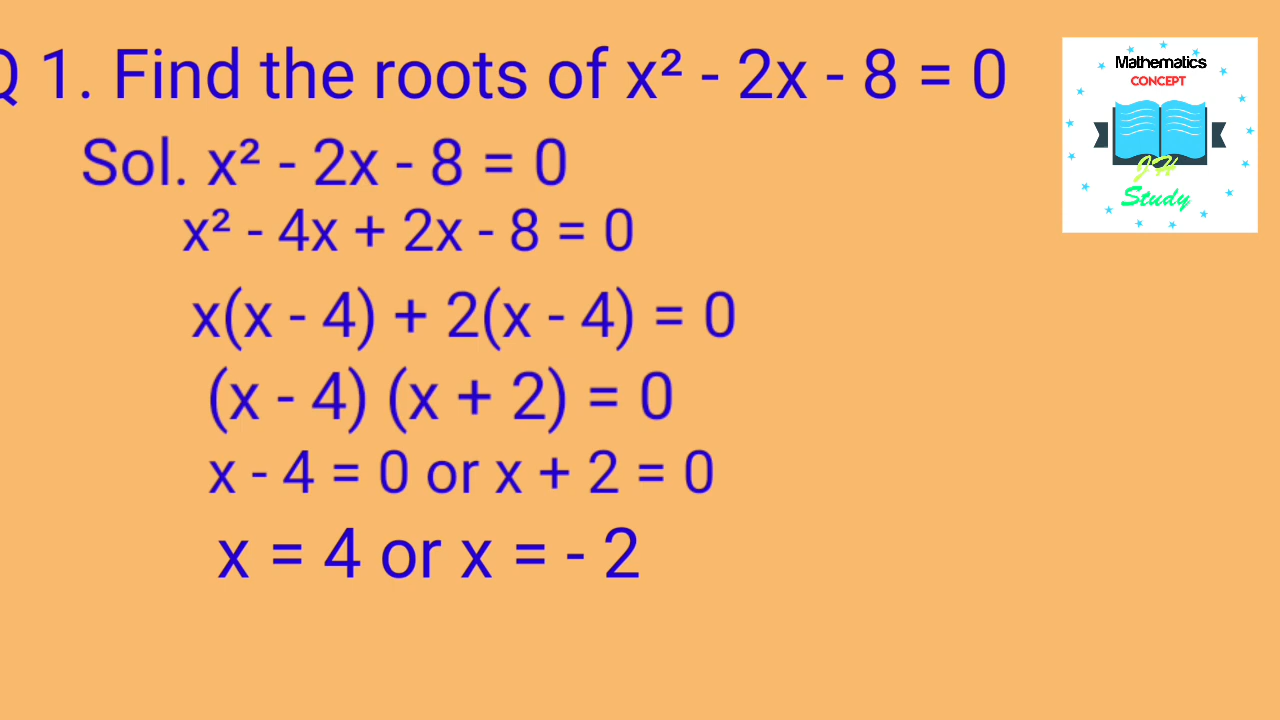 Q 1. Find the roots of x² - 2x - 8 = 0
Sol. x² - 2x - 8 = 0
x² - 4x + 2x - 8 = 0
x(x - 4) + 2(x - 4) = 0
(x - 4) (x + 2) = 0
x - 4 = 0 or x + 2 = 0
x = 4 or x = - 2
Mathematics
CONCEPT
JH
Study